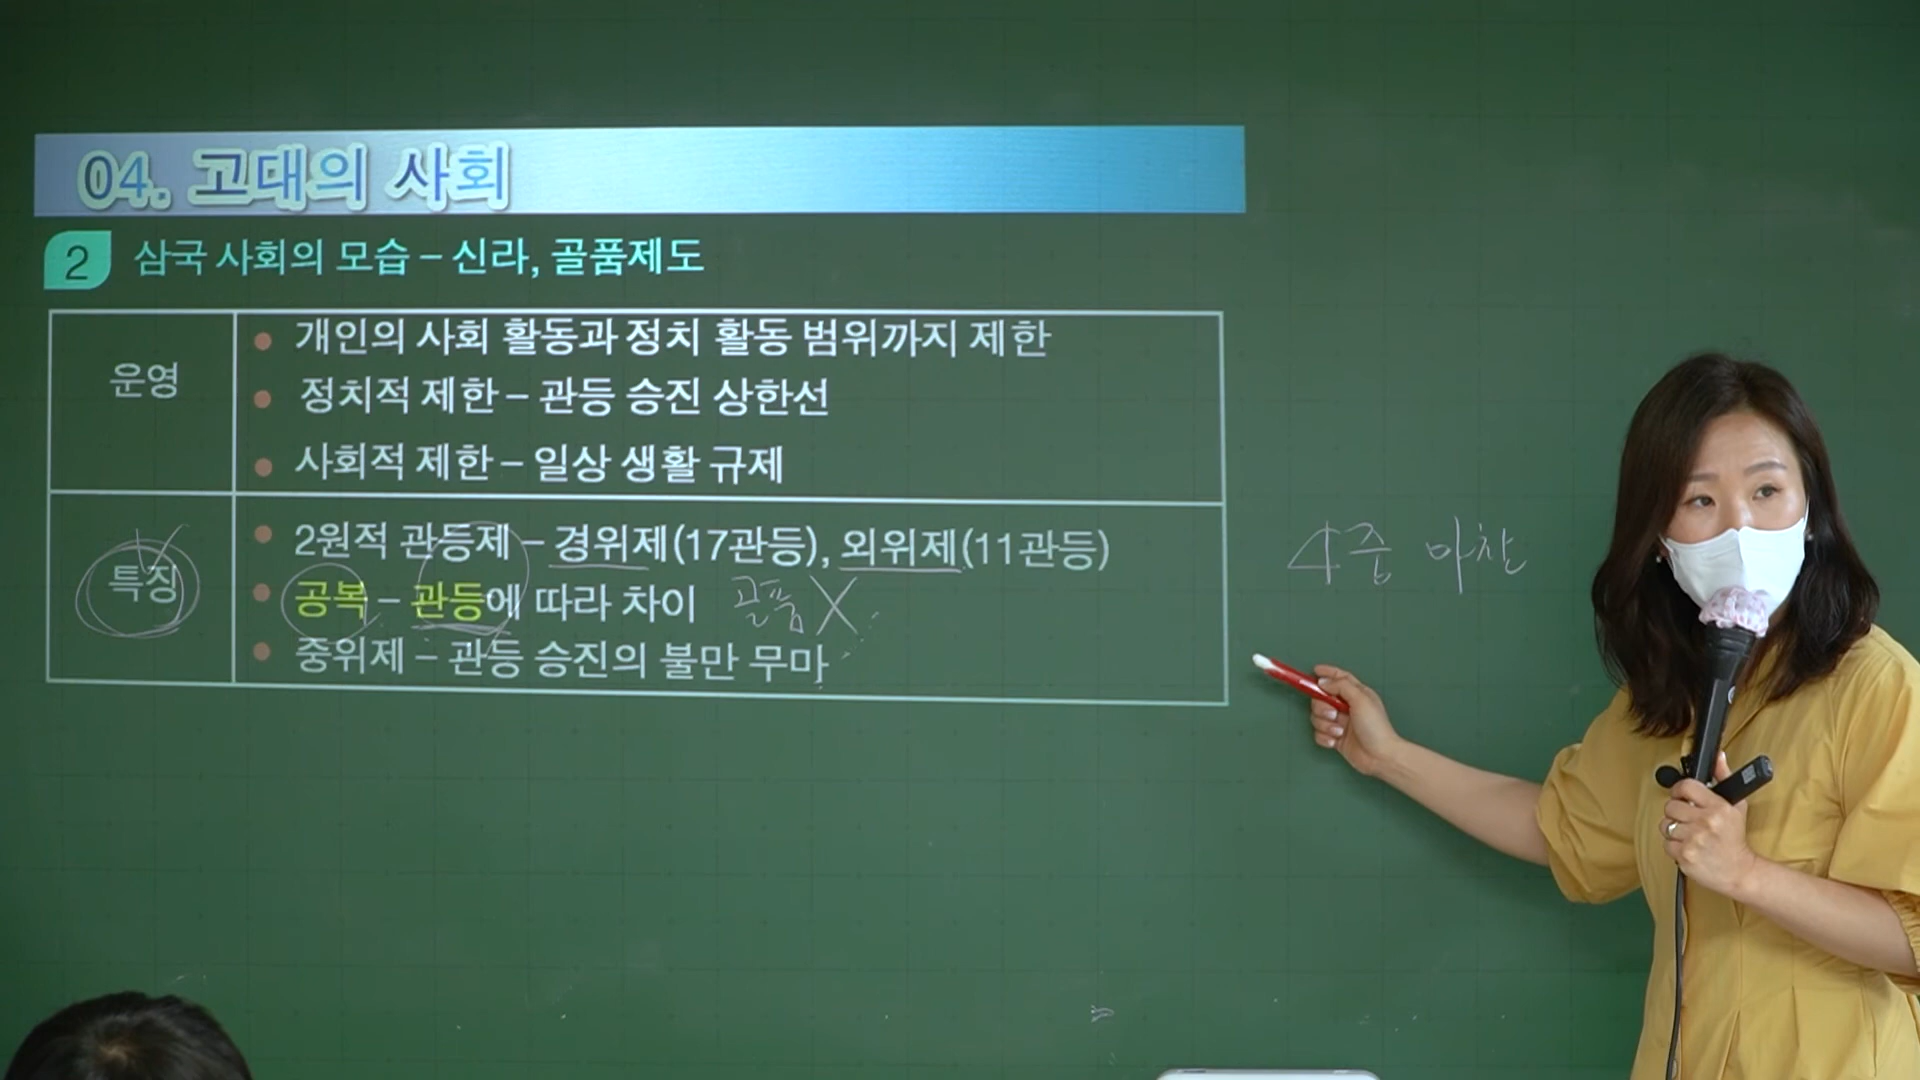 04. 고대의 사회
2 삼국 사회의 모습 – 신라, 골품제도
운영
개인의 사회 활동과 정치 활동 범위까지 제한
정치적 제한 – 관등 승진 상한선
사회적 제한 – 일상 생활 규제
특징
2원적 관등제 – 경위제(17관등), 외위제(11관등)
공복 – 관등에 따라 차이 골품 X
중위제 – 관등 승진의 불만 무마
4중 아찬